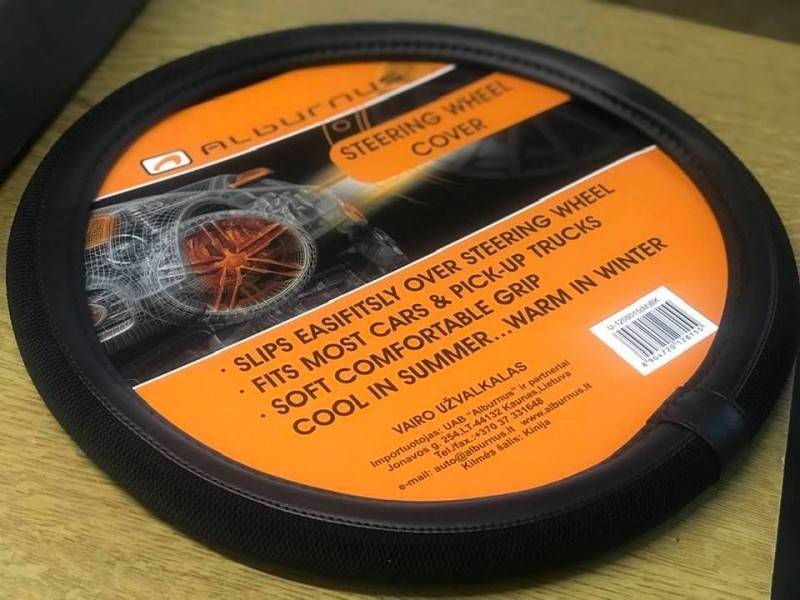 ALBURNUS
STEERING WHEEL
COVER
· SLIPS EASIFITSLY OVER STEERING WHEEL
· FITS MOST CARS & PICK-UP TRUCKS
· SOFT COMFORTABLE GRIP
COOL IN SUMMER...WARM IN WINTER
VAIRO UŽVALKALAS
Importuotojas: UAB "Alburnus" ir partneriai
Jonavos g- 254,LT-44132 Kaunas,Lietuva
Tel./fax.:+370 37 331648
e-mail: auto@alburnus.lt www.alburnus.lt
Kilmės šalis: Kinija